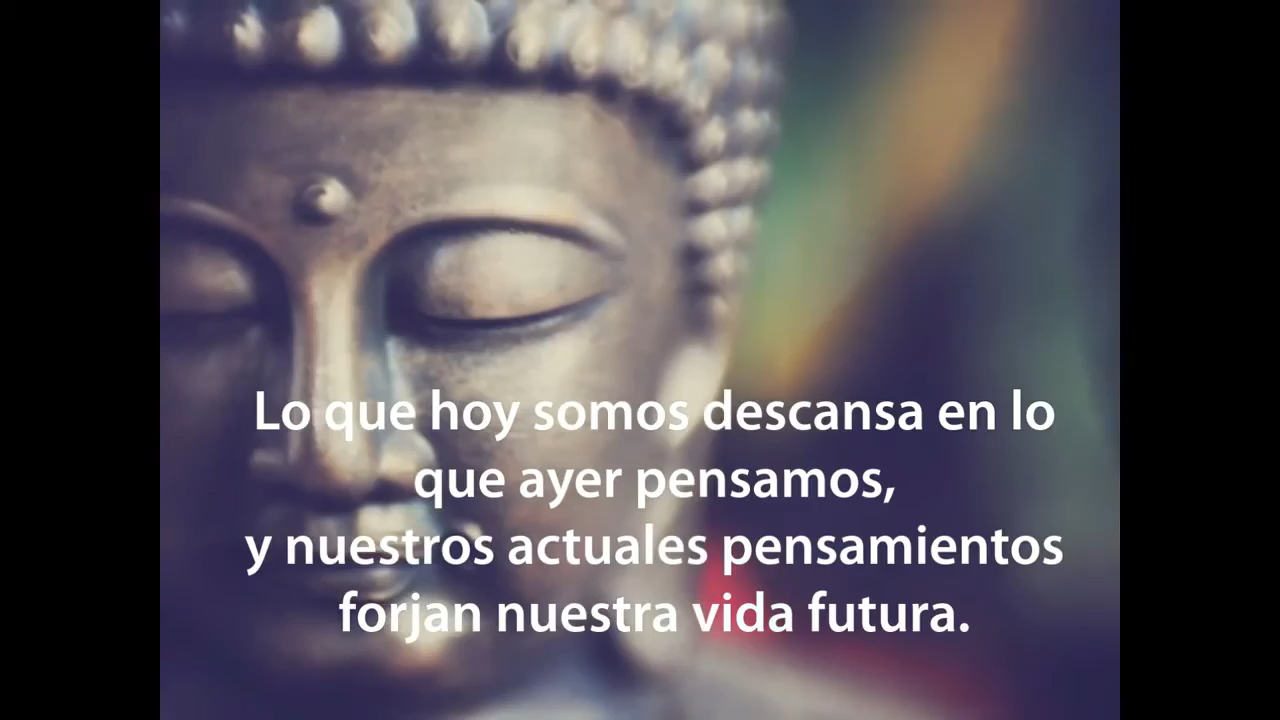 Lo que hoy somos descansa en lo
que ayer pensamos,
y nuestros actuales pensamientos
forjan nuestra vida futura.